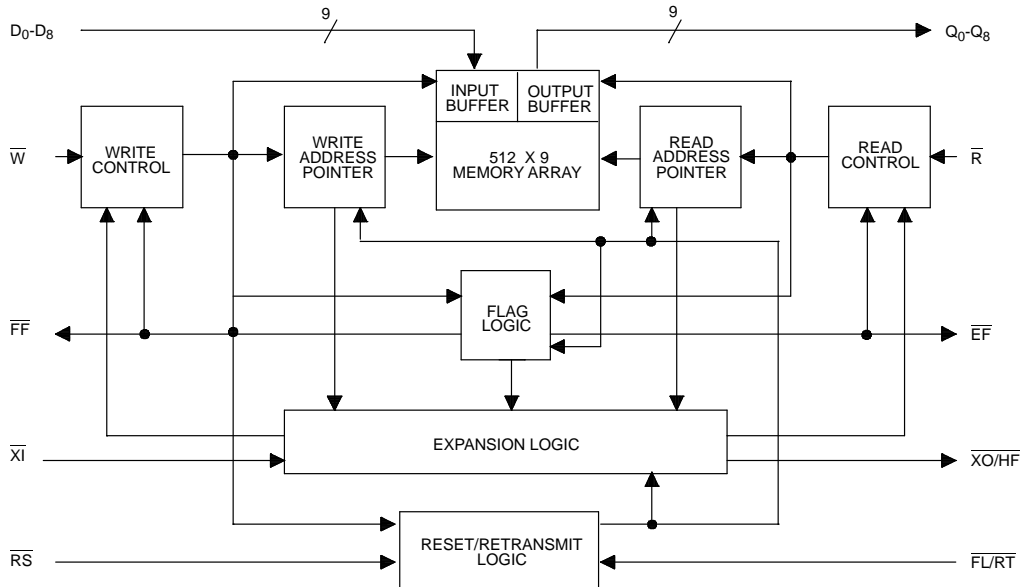 9
9
D0-D8
Q0-Q8
INPUT
BUFFER
OUTPUT
BUFFER
W
WRITE
CONTROL
WRITE
ADDRESS
POINTER
512 X 9
MEMORY ARRAY
READ
ADDRESS
POINTER
READ
CONTROL
R
FLAG
LOGIC
FF
EF
EXPANSION LOGIC
XI
XO/HF
RESET/RETRANSMIT
LOGIC
RS
FL/RT